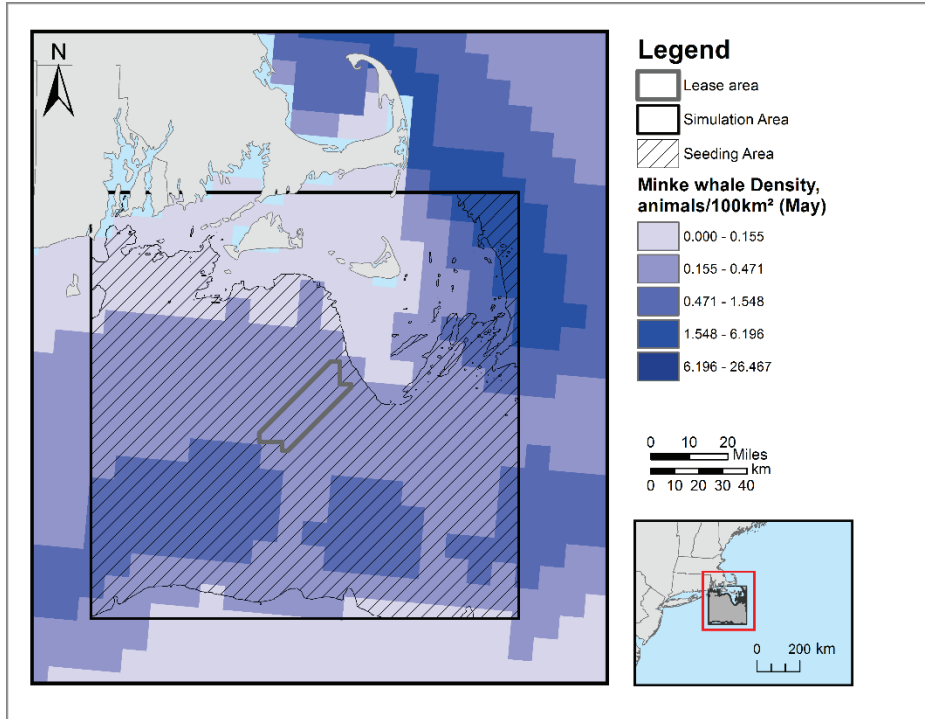 N
Legend
Lease area
Simulation Area
Seeding Area
Minke whale Density,
animals/100km² (May)
0.000 - 0.155
0.155 - 0.471
0.471 - 1.548
1.548 - 6.196
6.196 - 26.467
0 10 20
Miles
km
0 10 20 30 40
0 200 km